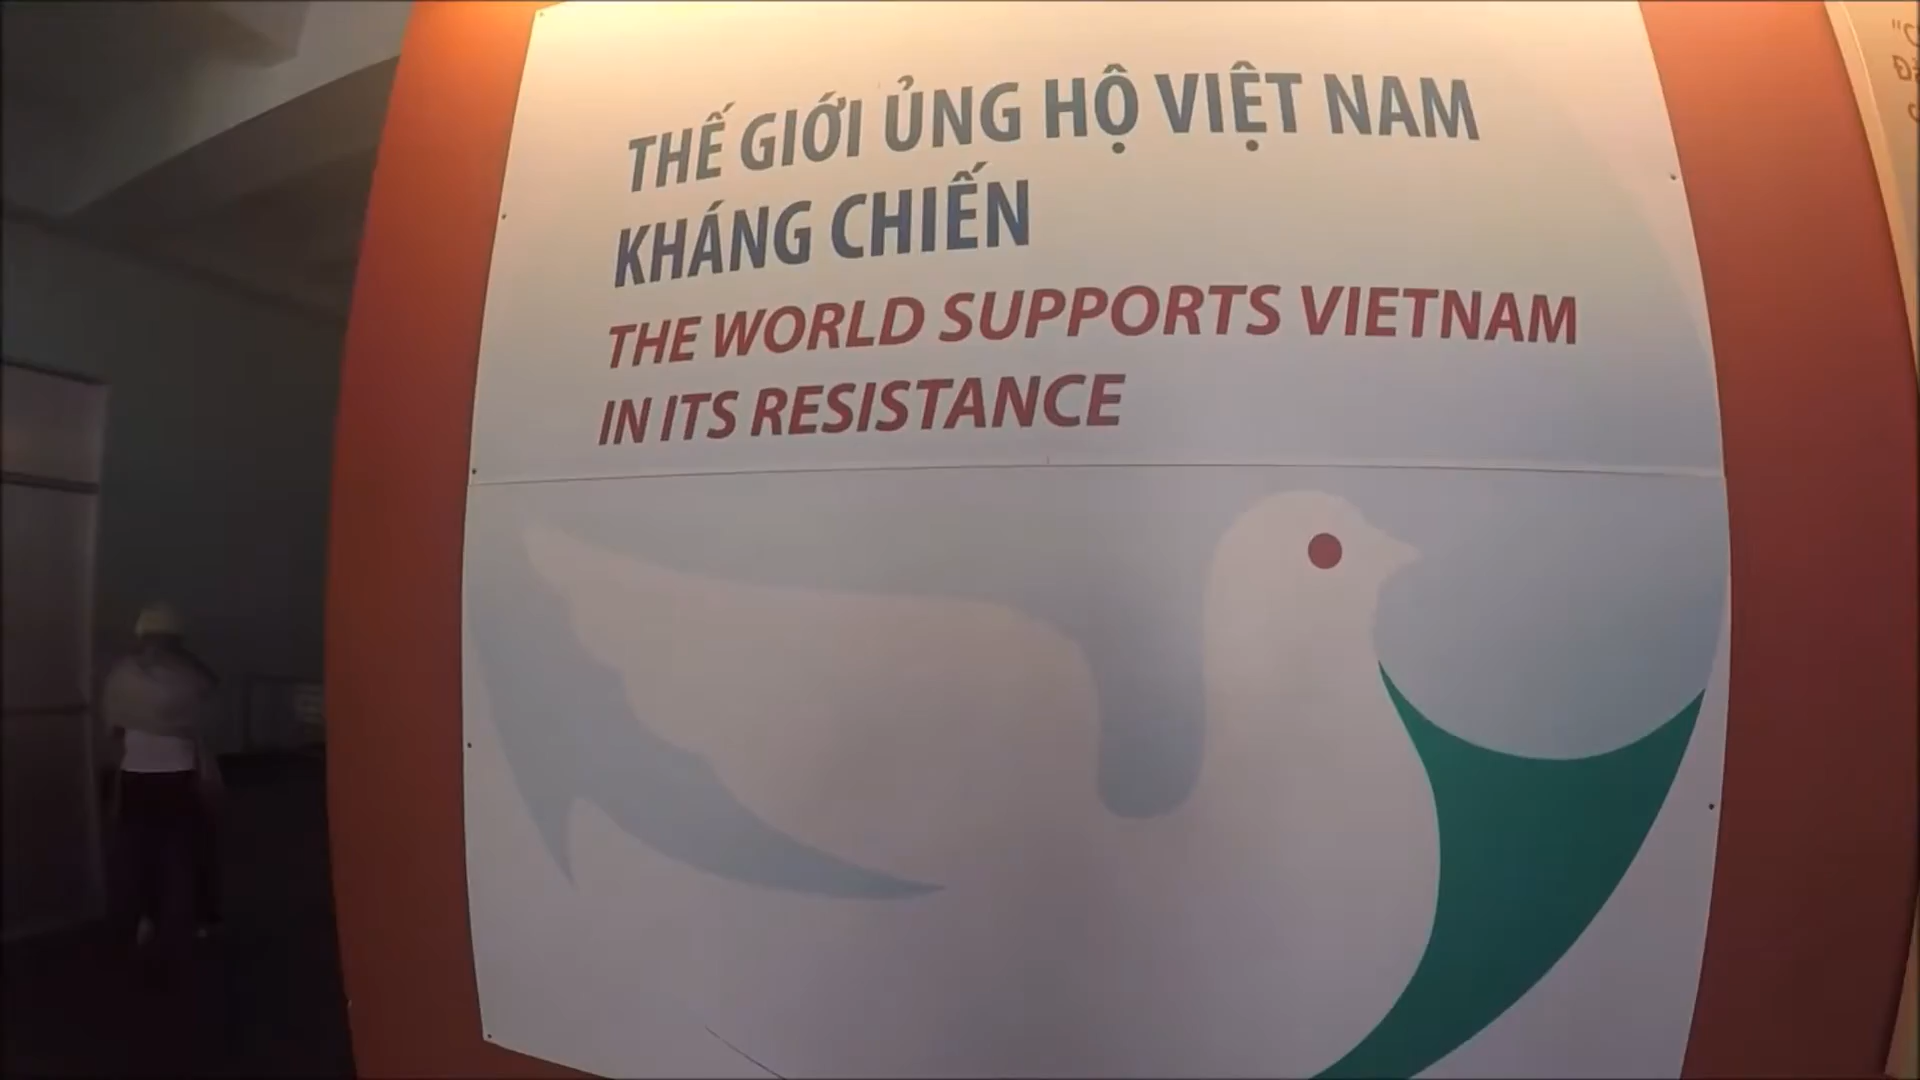 THẾ GIỚI ỦNG HỘ VIỆT NAM
KHÁNG CHIẾN
THE WORLD SUPPORTS VIETNAM
IN ITS RESISTANCE